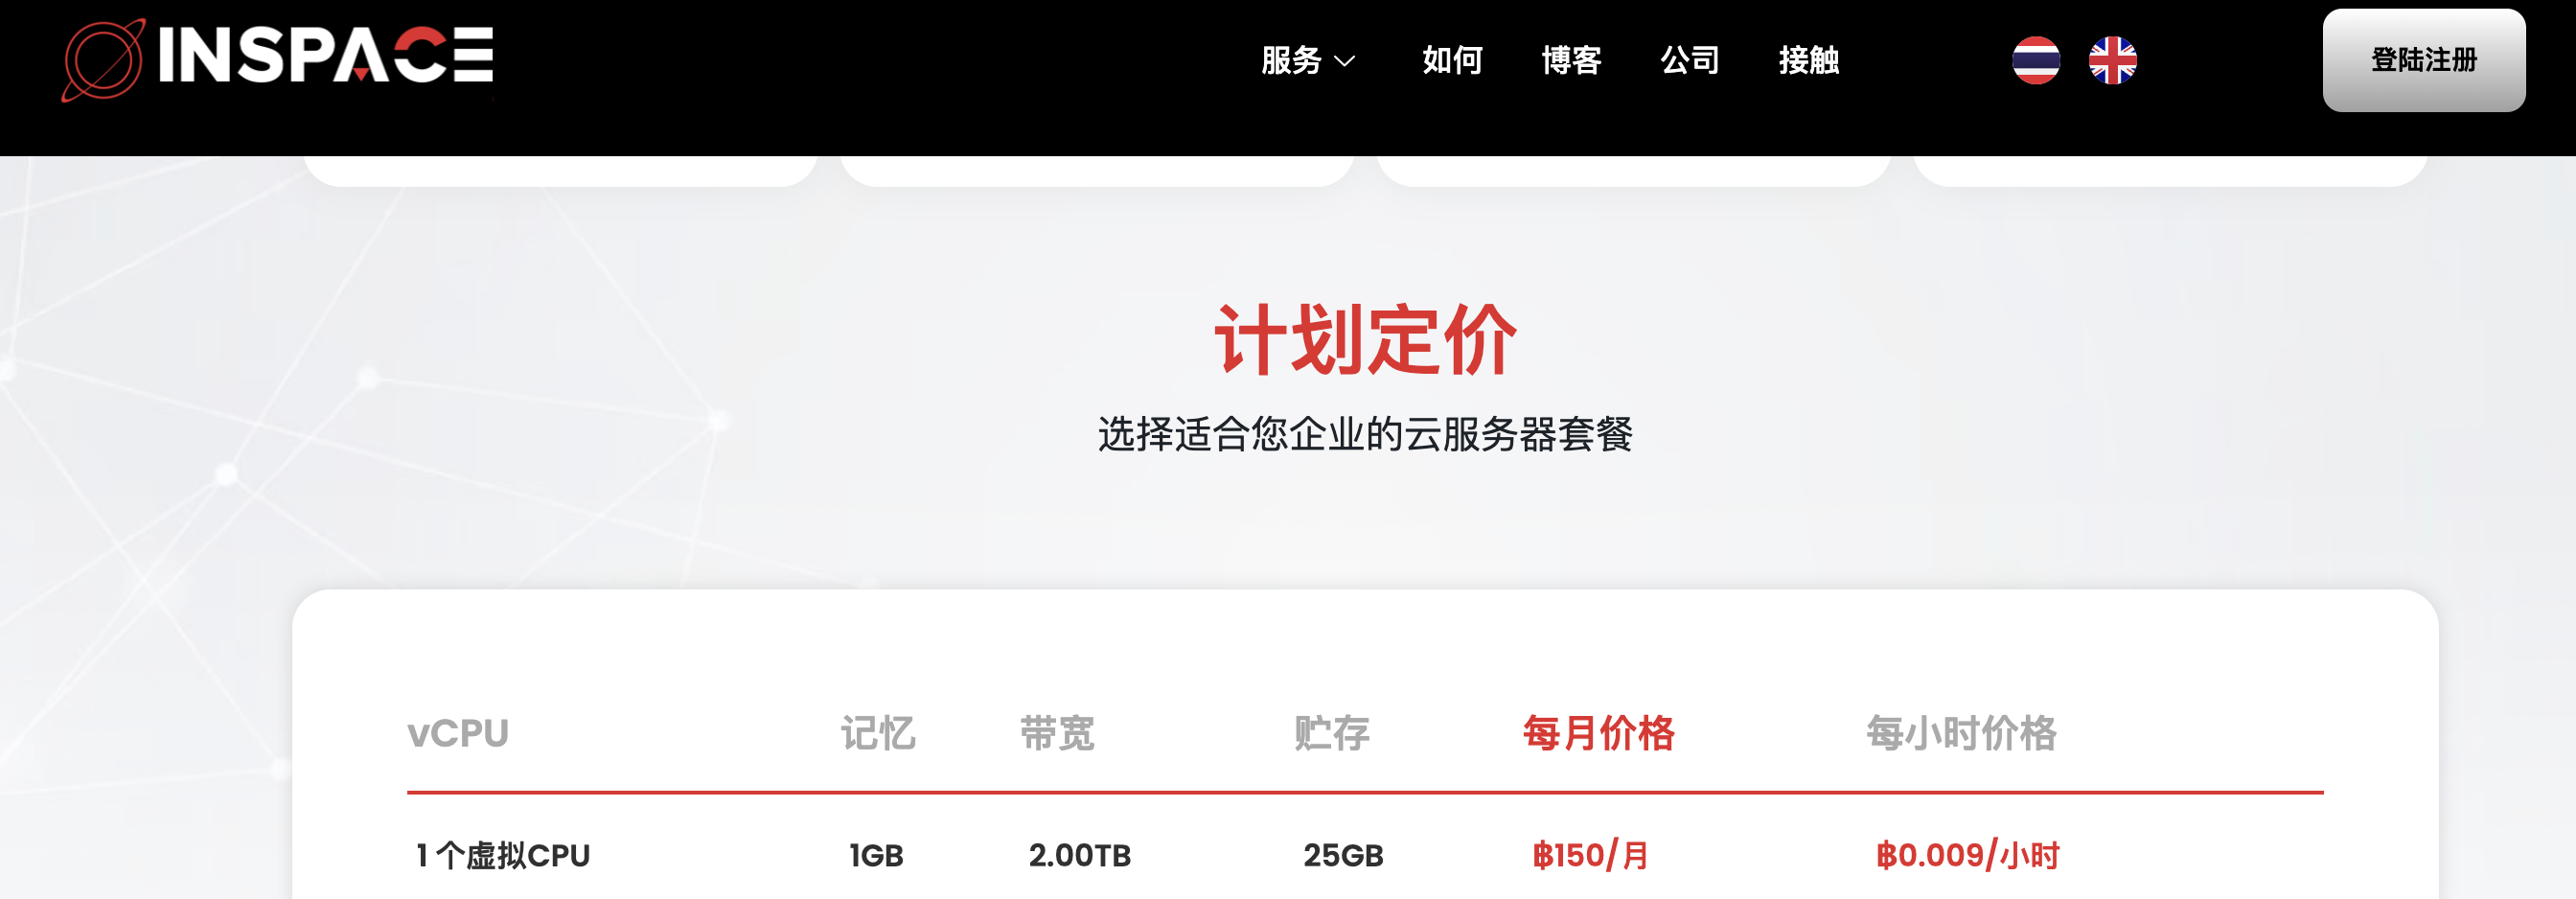 INSPACE
服务 如何 博客 公司 接触 登陆注册
计划定价
选择适合您企业的云服务器套餐
vCPU 记忆 带宽 贮存 每月价格 每小时价格
1 个虚拟CPU 1GB 2.00TB 25GB ฿150/月 ฿0.009/小时